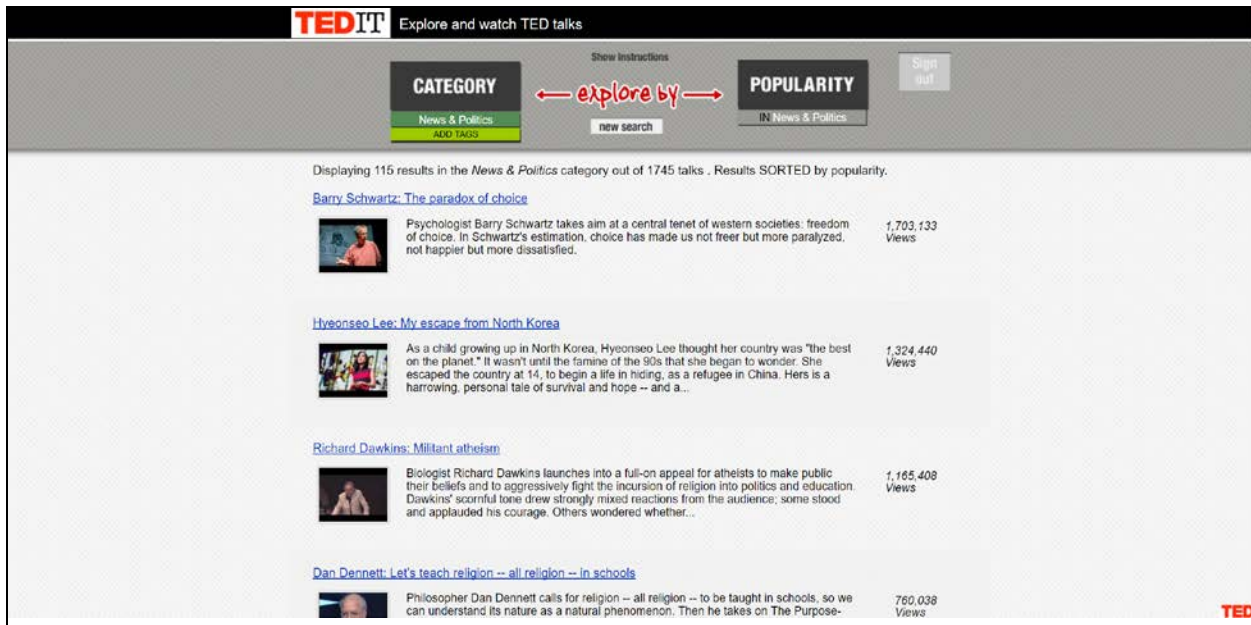 TEDIT Explore and watch TED talks
Show Instructions
Sign out
CATEGORY
explore by
POPULARITY
News & Politics
new search
IN News & Politics
ADD TAGS
Displaying 115 results in the News & Politics category out of 1745 talks . Results SORTED by popularity.
Barry Schwartz: The paradox of choice
Psychologist Barry Schwartz takes aim at a central tenet of western societies: freedom
of choice. In Schwartz's estimation, choice has made us not freer but more paralyzed,
not happier but more dissatisfied.
1,703,133
Views
Hyeonseo Lee: My escape from North Korea
As a child growing up in North Korea, Hyeonseo Lee thought her country was "the best
on the planet." It wasn't until the famine of the 90s that she began to wonder. She
escaped the country at 14, to begin a life in hiding, as a refugee in China. Hers is a
harrowing, personal tale of survival and hope -- and a...
1,324,440
Views
Richard Dawkins: Militant atheism
Biologist Richard Dawkins launches into a full-on appeal for atheists to make public
their beliefs and to aggressively fight the incursion of religion into politics and education.
Dawkins' scornful tone drew strongly mixed reactions from the audience; some stood
and applauded his courage. Others wondered whether...
1,165,408
Views
Dan Dennett: Let's teach religion -- all religion -- in schools
Philosopher Dan Dennett calls for religion -- all religion -- to be taught in schools, so we
can understand its nature as a natural phenomenon. Then he takes on The Purpose-
760,038
Views
TED